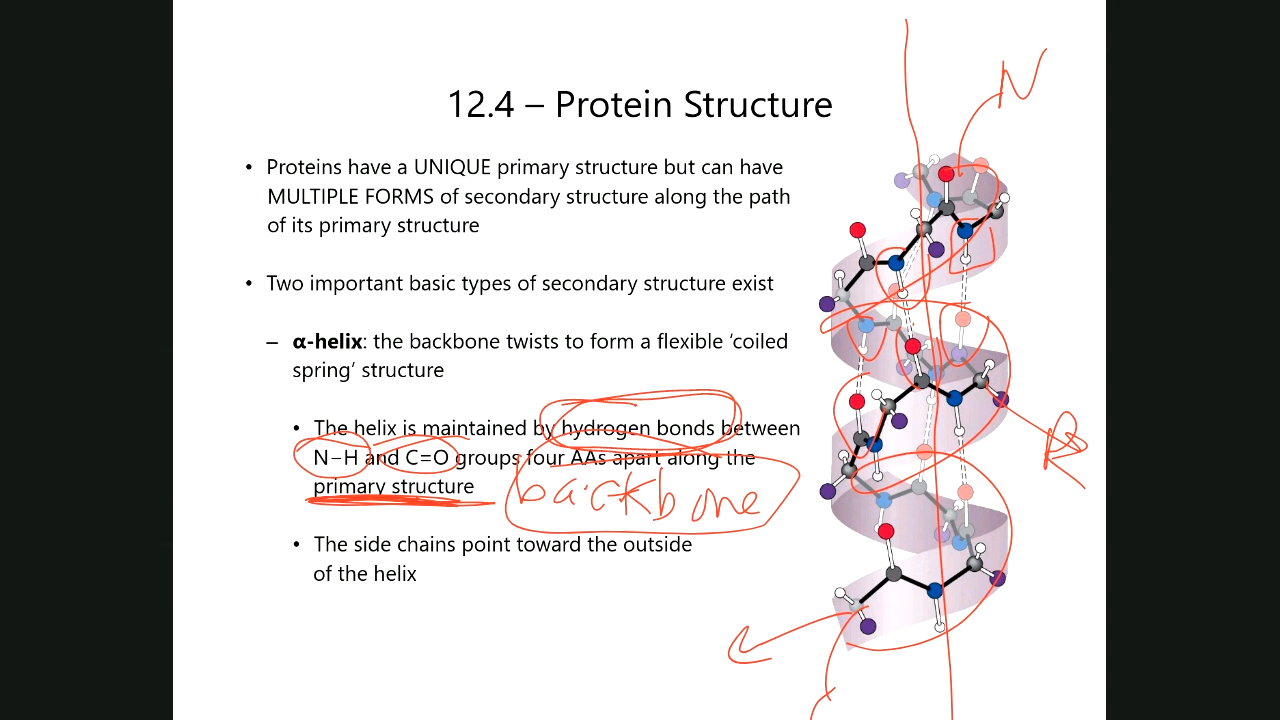 12.4 – Protein Structure
N
• Proteins have a UNIQUE primary structure but can have
MULTIPLE FORMS of secondary structure along the path
of its primary structure
• Two important basic types of secondary structure exist
– α-helix: the backbone twists to form a flexible ‘coiled
spring’ structure
• The helix is maintained by hydrogen bonds between
N–H and C=O groups four AAs apart along the
primary structure
backbone
R
• The side chains point toward the outside
of the helix